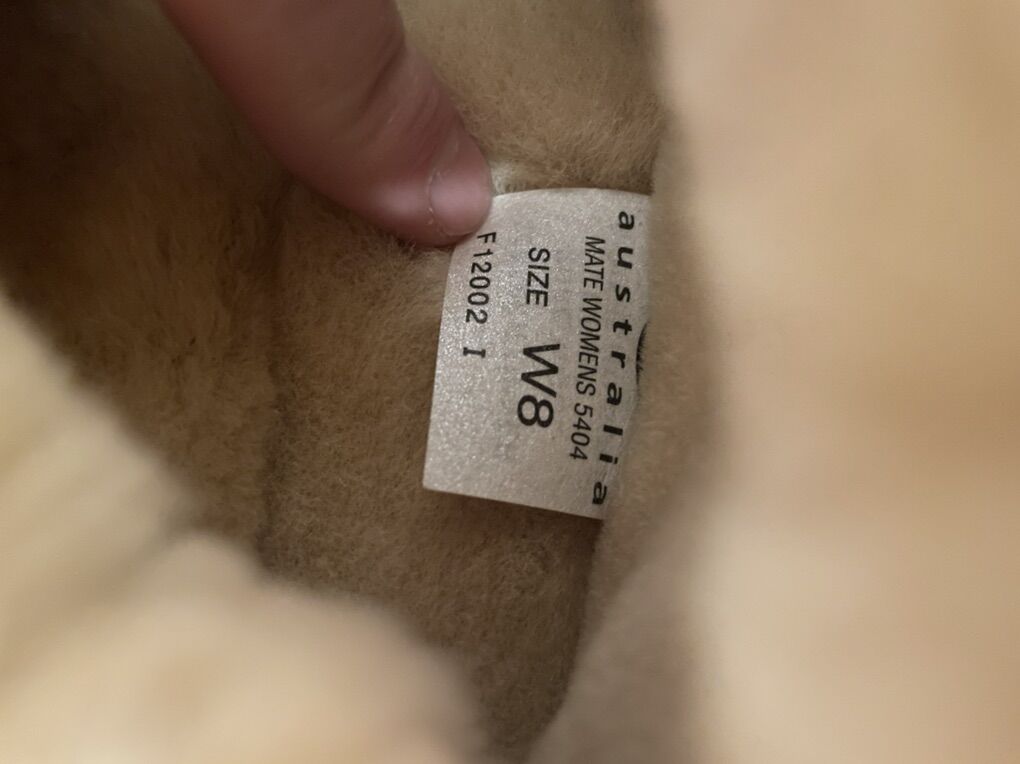 australia
MATE WOMENS 5404
SIZE W8
F12002 I